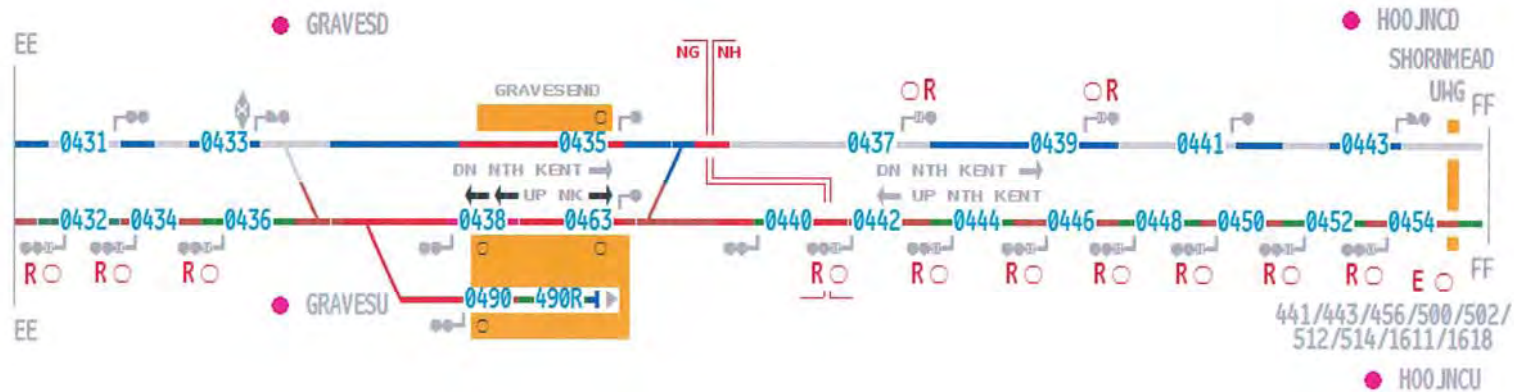 GRAVESD
HOOJNCD
EE
NG NH
SHORNMEAD
GRAVESEND
R
R
UWG
FF
0431
0433
0435
0437
0439
0441
0443
DN NTH KENT
DN NTH KENT
UP NK
UP NTH KENT
0432
0434
0436
0438
0463
0440
0442
0444
0446
0448
0450
0452
0454
R
R
R
R
R
R
R
R
R
R
E
FF
0490
490R
GRAVESU
EE
441/443/456/500/502/
512/514/1611/1618
HOOJNCU